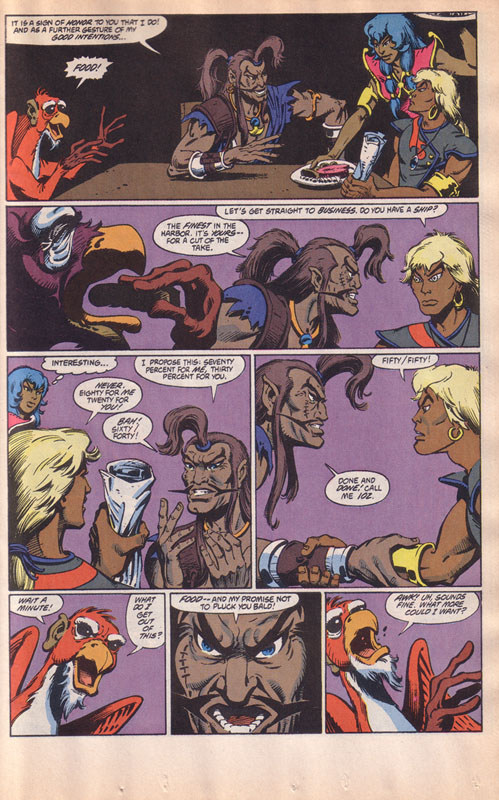 IT IS A SIGN OF HONOR TO YOU THAT I DO!
AND AS A FURTHER GESTURE OF MY
GOOD INTENTIONS...
FOOD!
LET'S GET STRAIGHT TO BUSINESS. DO YOU HAVE A SHIP?
THE FINEST IN THE
HARBOR. IT'S YOURS--
FOR A CUT OF THE
TAKE.
INTERESTING...
I PROPOSE THIS: SEVENTY
PERCENT FOR ME, THIRTY
PERCENT FOR YOU.
NEVER.
EIGHTY FOR ME
TWENTY FOR
YOU!
BAH!
SIXTY/
FORTY!
FIFTY/FIFTY!
DONE AND
DONE! CALL
ME IOZ.
WAIT A
MINUTE!
WHAT
DO I
GET
OUT OF
THIS?
FOOD--AND MY PROMISE NOT
TO PLUCK YOU BALD!
AWK! UH, SOUNDS
FINE. WHAT MORE
COULD I WANT?